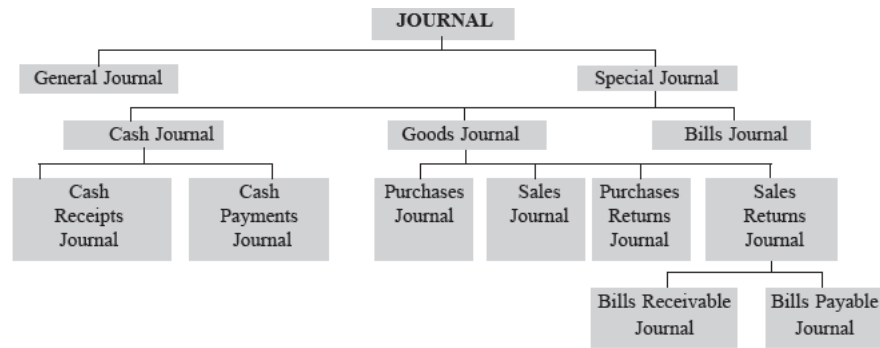 JOURNAL
General Journal
Special Journal
Cash Journal
Goods Journal
Bills Journal
Cash
Receipts
Journal
Cash
Payments
Journal
Purchases
Journal
Sales
Journal
Purchases
Returns
Journal
Sales
Returns
Journal
Bills Receivable
Journal
Bills Payable
Journal